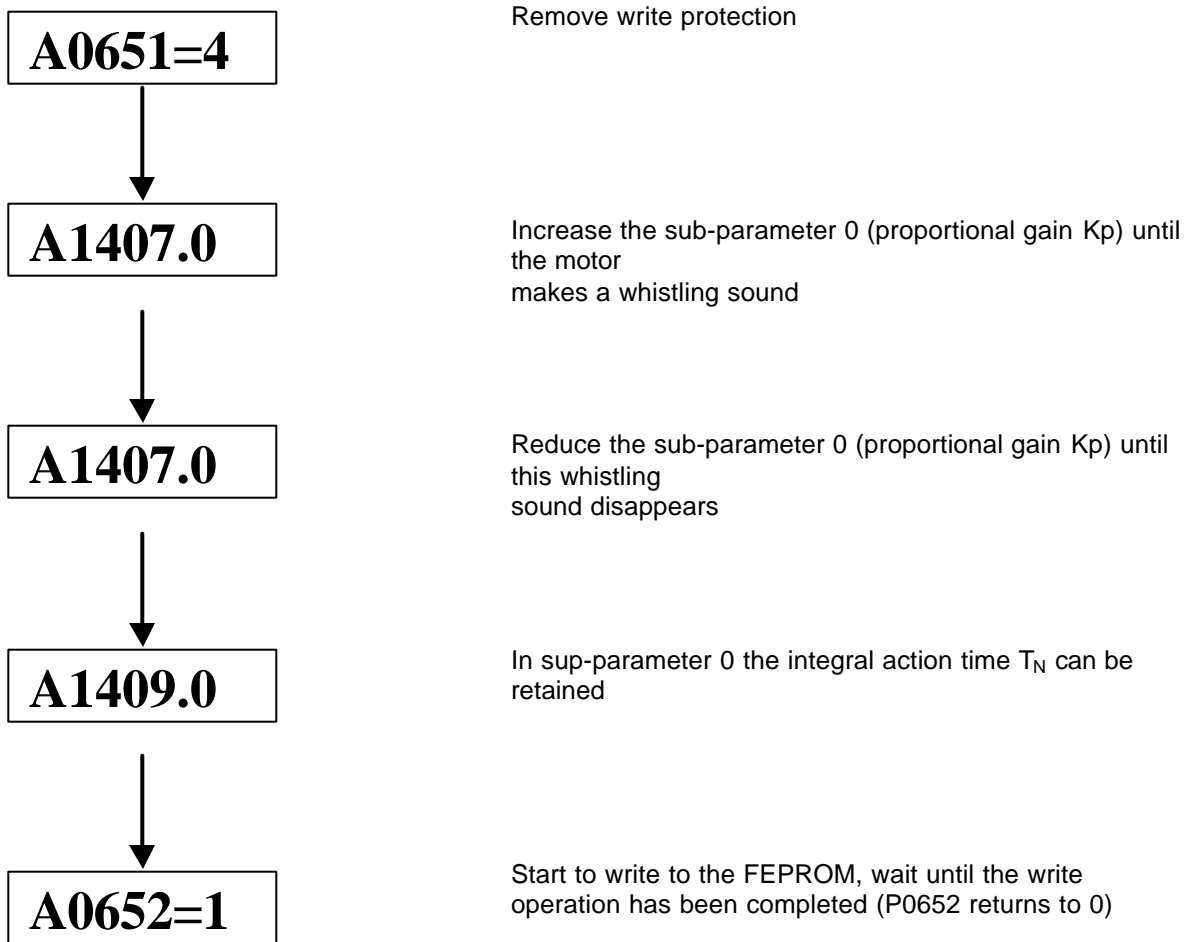 Remove write protection
A0651=4
A1407.0
Increase the sub-parameter 0 (proportional gain Kp) until
the motor
makes a whistling sound
A1407.0
Reduce the sub-parameter 0 (proportional gain Kp) until
this whistling
sound disappears
A1409.0
In sup-parameter 0 the integral action time TN can be
retained
A0652=1
Start to write to the FEPROM, wait until the write
operation has been completed (P0652 returns to 0)